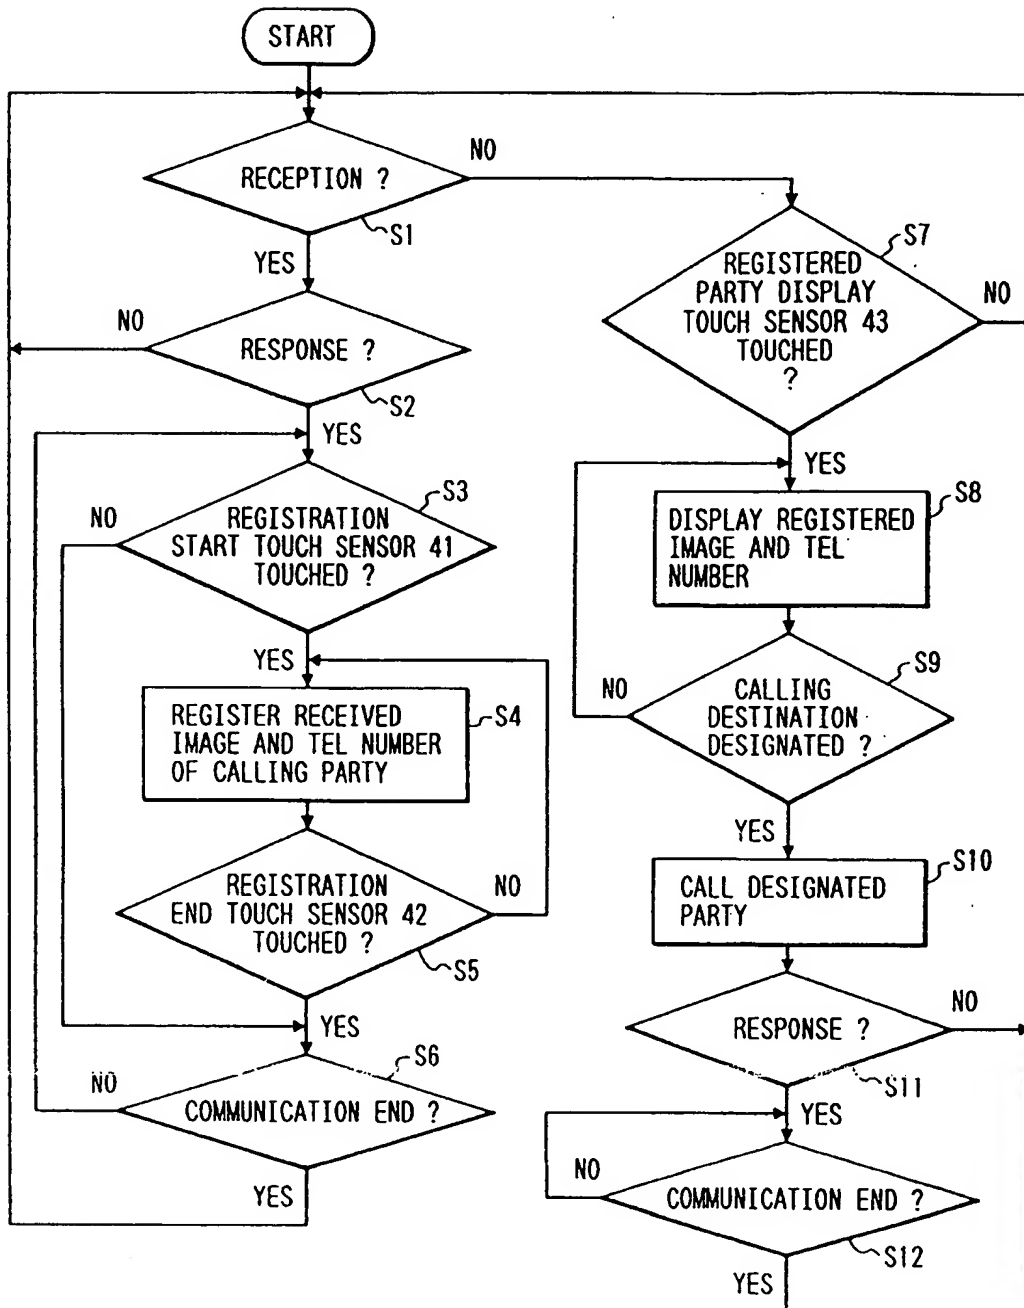 START
RECEPTION ?
NO
S1
YES
RESPONSE ?
NO
S2
YES
REGISTRATION
START TOUCH SENSOR 41
TOUCHED ?
S3
NO
YES
REGISTER RECEIVED
IMAGE AND TEL NUMBER
OF CALLING PARTY
S4
REGISTRATION
END TOUCH SENSOR 42
TOUCHED ?
NO
S5
YES
S6
NO
COMMUNICATION END ?
YES
S7
REGISTERED
PARTY DISPLAY
TOUCH SENSOR 43
TOUCHED
?
NO
YES
S8
DISPLAY REGISTERED
IMAGE AND TEL
NUMBER
S9
NO
CALLING
DESTINATION
DESIGNATED ?
YES
S10
CALL DESIGNATED
PARTY
NO
RESPONSE ?
S11
YES
NO
COMMUNICATION END ?
S12
YES